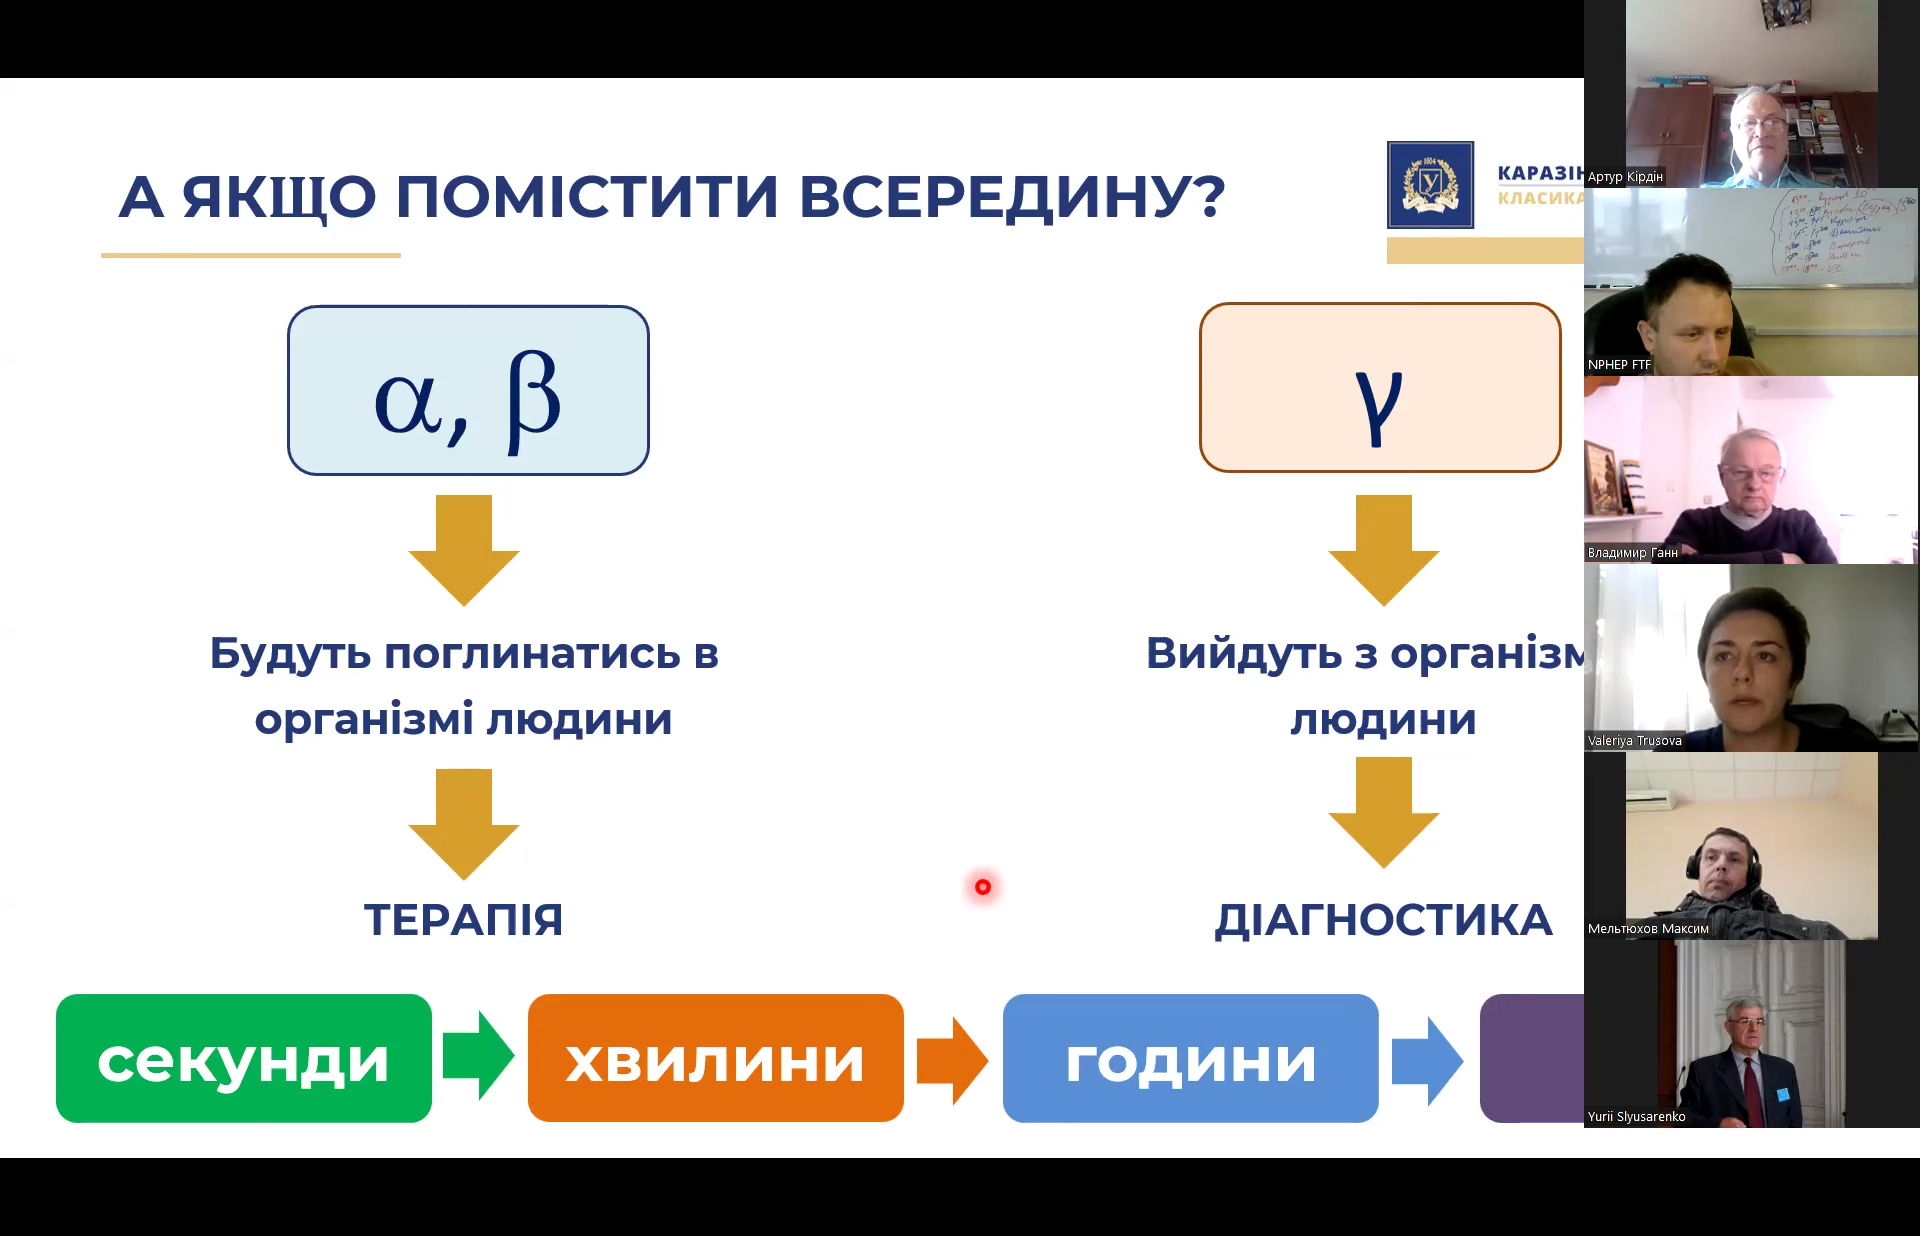 А ЯКЩО ПОМІСТИТИ ВСЕРЕДИНУ?
1804
У
КАРАЗІН
КЛАСИКА
α, β
γ
Будуть поглинатись в
організмі людини
Вийдуть з організм
людини
ТЕРАПІЯ
ДІАГНОСТИКА
секунди
хвилини
години
Артур Кірдін
NPHEP FTF
Владимир Ганн
Valeriya Trusova
Мельтюхов Максим
Yurii Slyusarenko